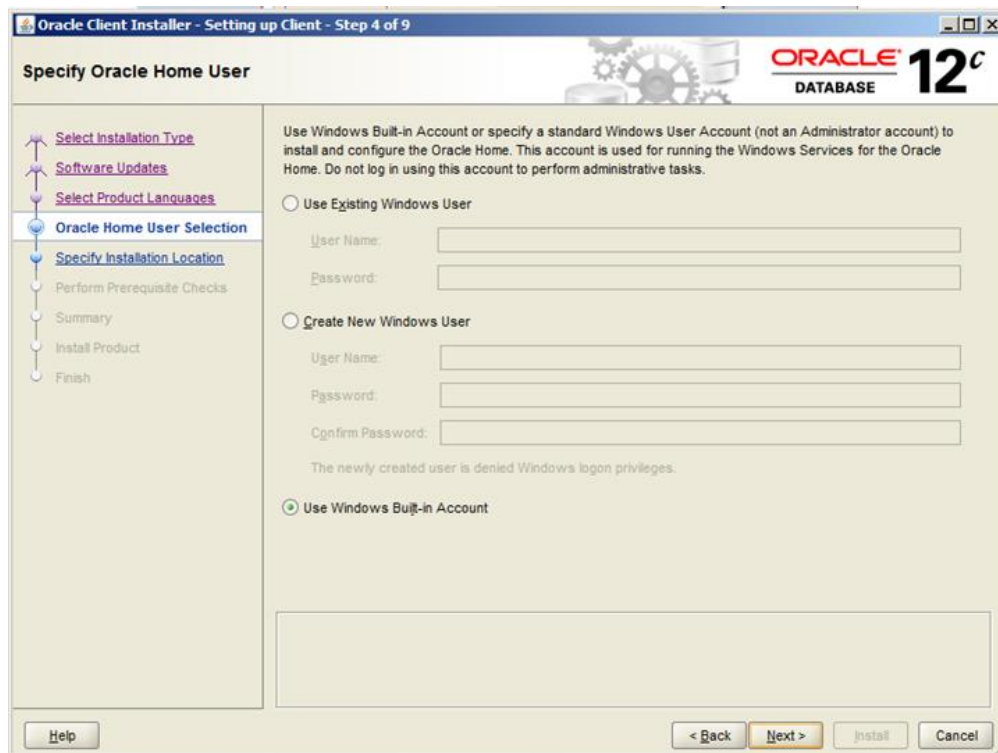 Oracle Client Installer - Setting up Client - Step 4 of 9
Specify Oracle Home User
ORACLE
DATABASE
12c
Select Installation Type
Software Updates
Select Product Languages
Oracle Home User Selection
Specify Installation Location
Perform Prerequisite Checks
Summary
Install Product
Finish
Use Windows Built-in Account or specify a standard Windows User Account (not an Administrator account) to
install and configure the Oracle Home. This account is used for running the Windows Services for the Oracle
Home. Do not log in using this account to perform administrative tasks.
Use Existing Windows User
User Name:
Password:
Create New Windows User
User Name:
Password:
Confirm Password:
The newly created user is denied Windows logon privileges.
Use Windows Built-in Account
Help
< Back
Next >
Install
Cancel